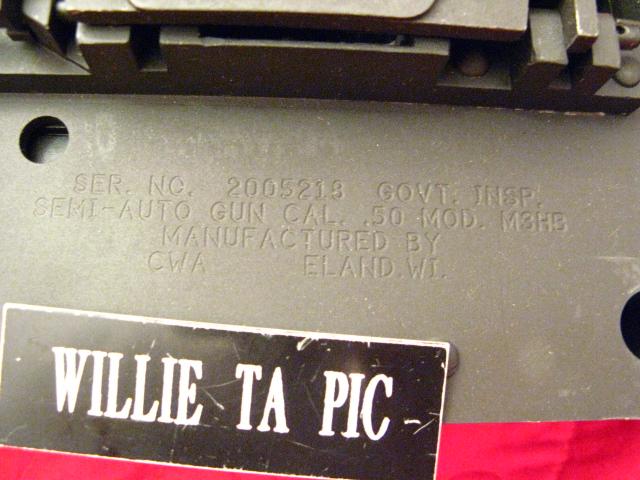 SER. NO. 2005213 GOVT. INSP.
SEMI-AUTO GUN CAL. .50 MOD. M3HB
MANUFACTURED BY
CWA ELAND.WI.
WILLIE TA PIC